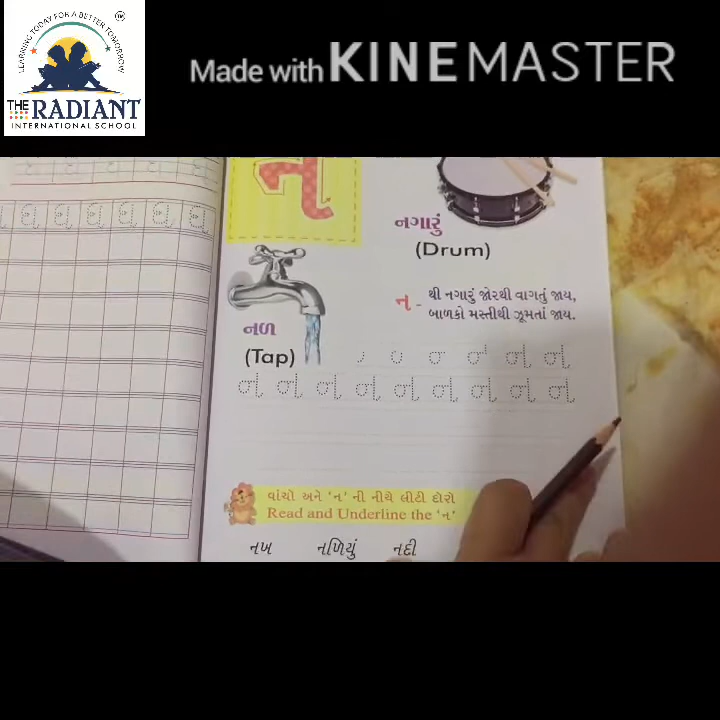 LEARNING TODAY FOR A BETTER TOMORROW
TM
THE RADIANT
INTERNATIONAL SCHOOL
Made with KINEMASTER
ઘ ઘ ઘ ઘ ઘ ઘ
ન
નગારું
(Drum)
નળ
(Tap)
ન - થી નગારું જોરથી વાગતું જાય,
બાળકો મસ્તીથી ઝૂમતાં જાય.
ન ન ન
ન ન ન ન ન ન ન ન ન
વાંચો અને 'ન' ની નીચે લીટી દોરો
Read and Underline the 'ન'
નખ નળિયું નદી